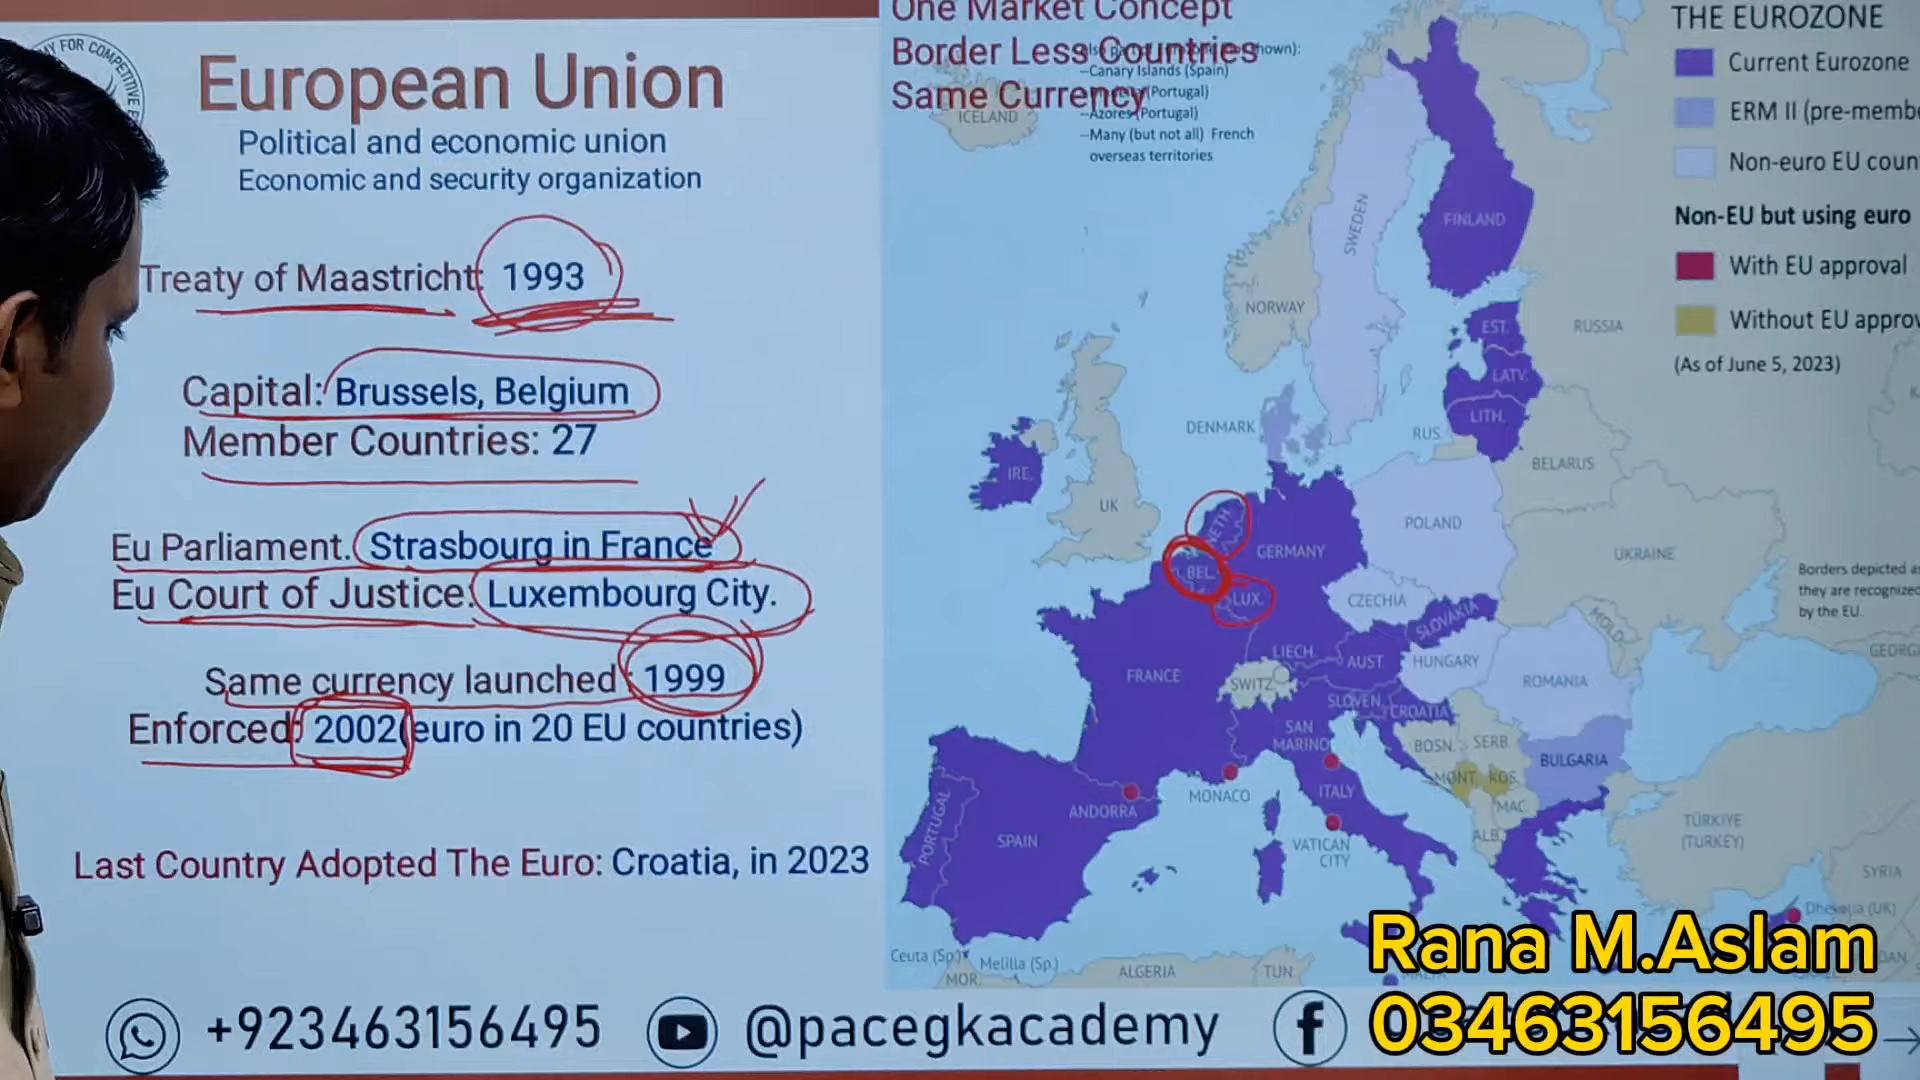 Y FOR COMPETITIVE E
European Union
Political and economic union
Economic and security organization
Treaty of Maastricht: 1993
Capital: Brussels, Belgium
Member Countries: 27
Eu Parliament. Strasbourg in France
Eu Court of Justice. Luxembourg City.
Same currency launched : 1999
Enforced: 2002(euro in 20 EU countries)
Last Country Adopted The Euro: Croatia, in 2023
One Market Concept
Border Less Countries
Same Currency
hown):
–Canary Islands (Spain)
(Portugal)
–Azores (Portugal)
–Many (but not all) French
overseas territories
THE EUROZONE
Current Eurozone
ERM II (pre-membe
Non-euro EU coun
Non-EU but using euro
With EU approval
Without EU approv
(As of June 5, 2023)
ICELAND
SWEDEN
FINLAND
NORWAY
RUSSIA
EST.
LATV.
LITH.
DENMARK
RUS.
BELARUS
IRE.
UK
NETH.
POLAND
GERMANY
UKRAINE
BEL.
LUX.
CZECHIA
SLOVAKIA
MOLD.
Borders depicted as
they are recognized
by the EU.
LIECH.
AUST.
HUNGARY
GEORGI
FRANCE
SWITZ.
SLOVEN.
CROATIA
ROMANIA
SAN
MARINO
BOSN.
SERB.
BULGARIA
MONT.
KOS.
MONACO
ITALY
MAC.
ANDORRA
PORTUGAL
SPAIN
VATICAN
CITY
ALB.
TÜRKIYE
(TURKEY)
SYRIA
Dhekelia (UK)
Ceuta (Sp.)
Melilla (Sp.)
MOR.
ALGERIA
TUN.
MALTA
Rana M.Aslam
03463156495
+923463156495
@pacegkacademy